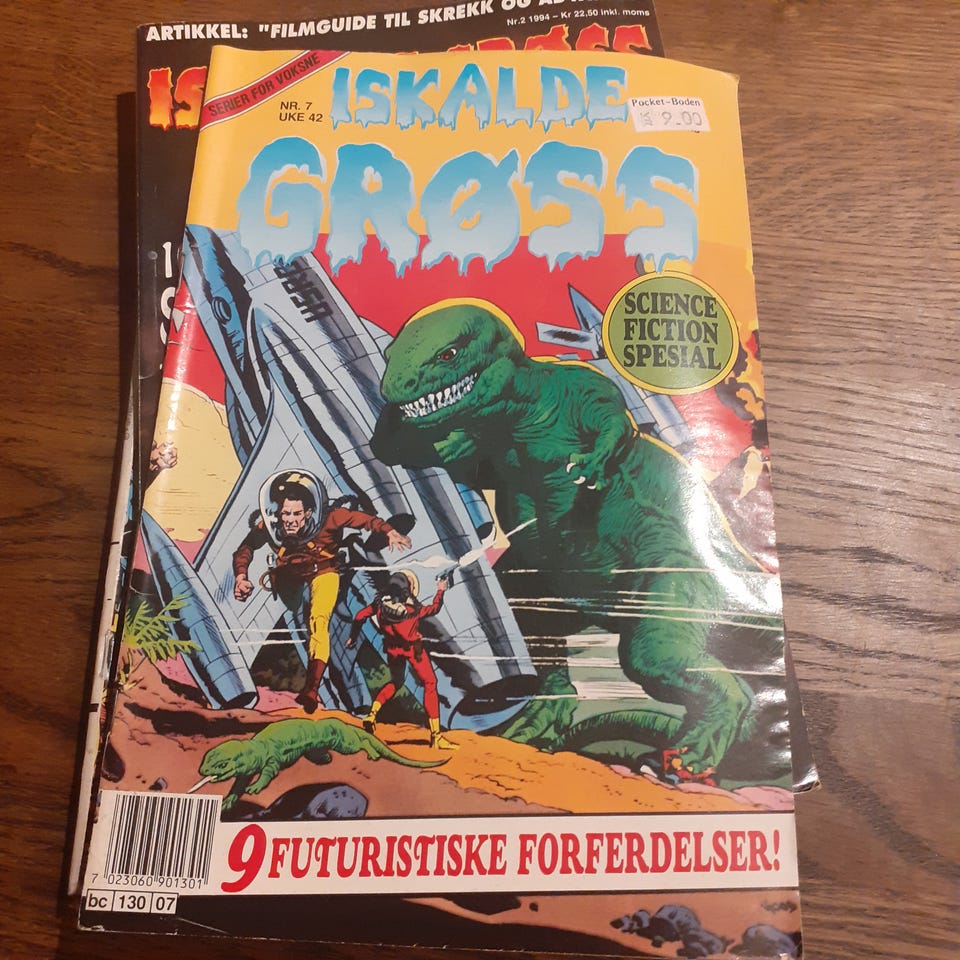 ARTIKKEL: "FILMGUIDE TIL SKREKK OG
Nr.2 1994 – Kr 22,50 inkl. moms
SERIER FOR VOKSNE
NR. 7
UKE 42
ISKALDE
GRØSS
Pocket-Boden
9.00
USAF
SCIENCE
FICTION
SPESIAL
9 FUTURISTISKE FORFERDELSER!
7 023060 901301
bc 130 07